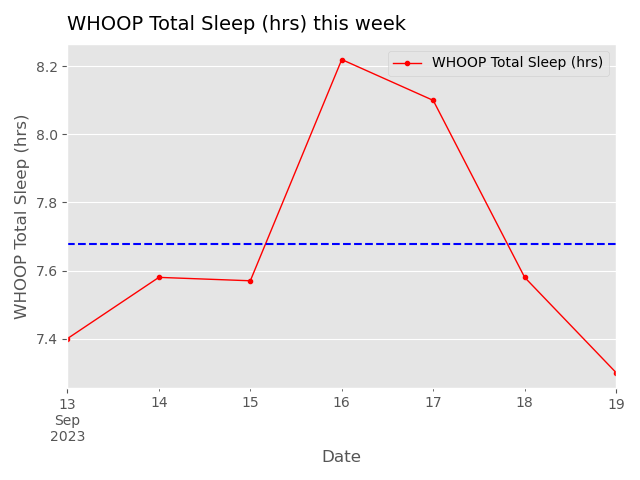 WHOOP Total Sleep (hrs) this week
WHOOP Total Sleep (hrs)
WHOOP Total Sleep (hrs)
8.2
8.0
7.8
7.6
7.4
13
Sep
2023
14
15
16
17
18
19
Date